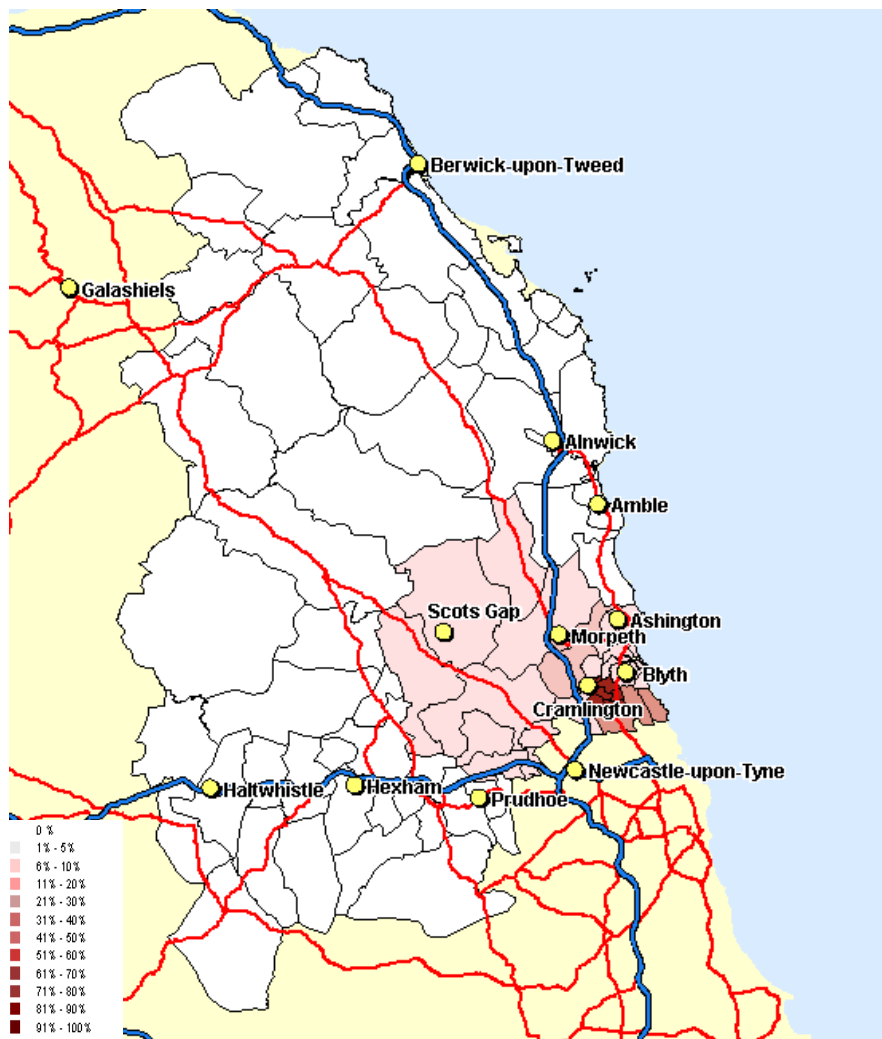 Berwick-upon-Tweed
Galashiels
Alnwick
Amble
Scots Gap
Ashington
Morpeth
Blyth
Cramlington
Newcastle-upon-Tyne
Haltwhistle
Hexham
Prudhoe
0 %
1% - 5%
6% - 10%
11% - 20%
21% - 30%
31% - 40%
41% - 50%
51% - 60%
61% - 70%
71% - 80%
81% - 90%
91% - 100%